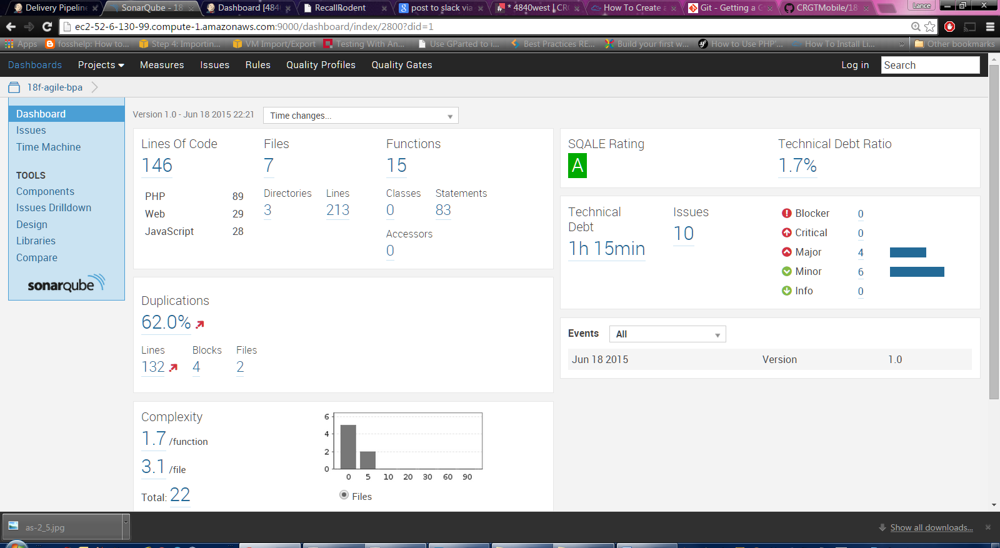 Delivery Pipeline
SonarQube - 18
Dashboard [484
RecallRodent
post to slack via
* 4840west | CR
How To Create a
Git - Getting a G
CRGTMobile/18
Lance
ec2-52-6-130-99.compute-1.amazonaws.com:9000/dashboard/index/2800?did=1
Apps
fosshelp: How to...
Step 4: Importin...
VM Import/Export
Testing With An...
Use GParted to i...
Best Practices RE...
Build your first w...
How to Use PHP'...
How To Install Li...
»
Other bookmarks
Dashboards
Projects
Measures
Issues
Rules
Quality Profiles
Quality Gates
Log in
Search
18f-agile-bpa
Dashboard
Issues
Time Machine
TOOLS
Components
Issues Drilldown
Design
Libraries
Compare
sonarqube
Version 1.0 - Jun 18 2015 22:21
Time changes...
Lines Of Code
146
PHP 89
Web 29
JavaScript 28
Files
7
Directories
3
Lines
213
Functions
15
Classes
0
Statements
83
Accessors
0
Duplications
62.0%
Lines
132
Blocks
4
Files
2
Complexity
1.7 /function
3.1 /file
Total: 22
6
4
2
0
0 5 10 20 30 60 90
Files
SQALE Rating
A
Technical Debt Ratio
1.7%
Technical
Debt
1h 15min
Issues
10
Blocker 0
Critical 0
Major 4
Minor 6
Info 0
Events
All
Jun 18 2015 Version 1.0
as-2_5.jpg
Show all downloads...